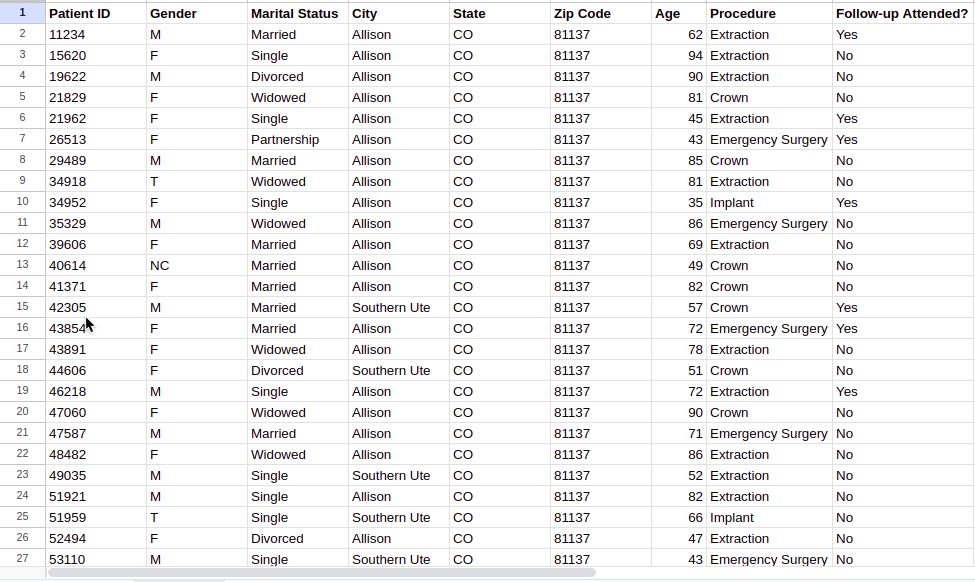 1 Patient ID Gender Marital Status City State Zip Code Age Procedure Follow-up Attended?
2 11234 M Married Allison CO 81137 62 Extraction Yes
3 15620 F Single Allison CO 81137 94 Extraction No
4 19622 M Divorced Allison CO 81137 90 Extraction No
5 21829 F Widowed Allison CO 81137 81 Crown No
6 21962 F Single Allison CO 81137 45 Extraction Yes
7 26513 F Partnership Allison CO 81137 43 Emergency Surgery Yes
8 29489 M Married Allison CO 81137 85 Crown No
9 34918 T Widowed Allison CO 81137 81 Extraction No
10 34952 F Single Allison CO 81137 35 Implant Yes
11 35329 M Widowed Allison CO 81137 86 Emergency Surgery No
12 39606 F Married Allison CO 81137 69 Extraction No
13 40614 NC Married Allison CO 81137 49 Crown No
14 41371 F Married Allison CO 81137 82 Crown No
15 42305 M Married Southern Ute CO 81137 57 Crown Yes
16 43854 F Married Allison CO 81137 72 Emergency Surgery Yes
17 43891 F Widowed Allison CO 81137 78 Extraction No
18 44606 F Divorced Southern Ute CO 81137 51 Crown No
19 46218 M Single Allison CO 81137 72 Extraction Yes
20 47060 F Widowed Allison CO 81137 90 Crown No
21 47587 M Married Allison CO 81137 71 Emergency Surgery No
22 48482 F Widowed Allison CO 81137 86 Extraction No
23 49035 M Single Southern Ute CO 81137 52 Extraction No
24 51921 M Single Allison CO 81137 82 Extraction No
25 51959 T Single Southern Ute CO 81137 66 Implant No
26 52494 F Divorced Allison CO 81137 47 Extraction No
27 53110 M Single Southern Ute CO 81137 43 Emergency Surgery No